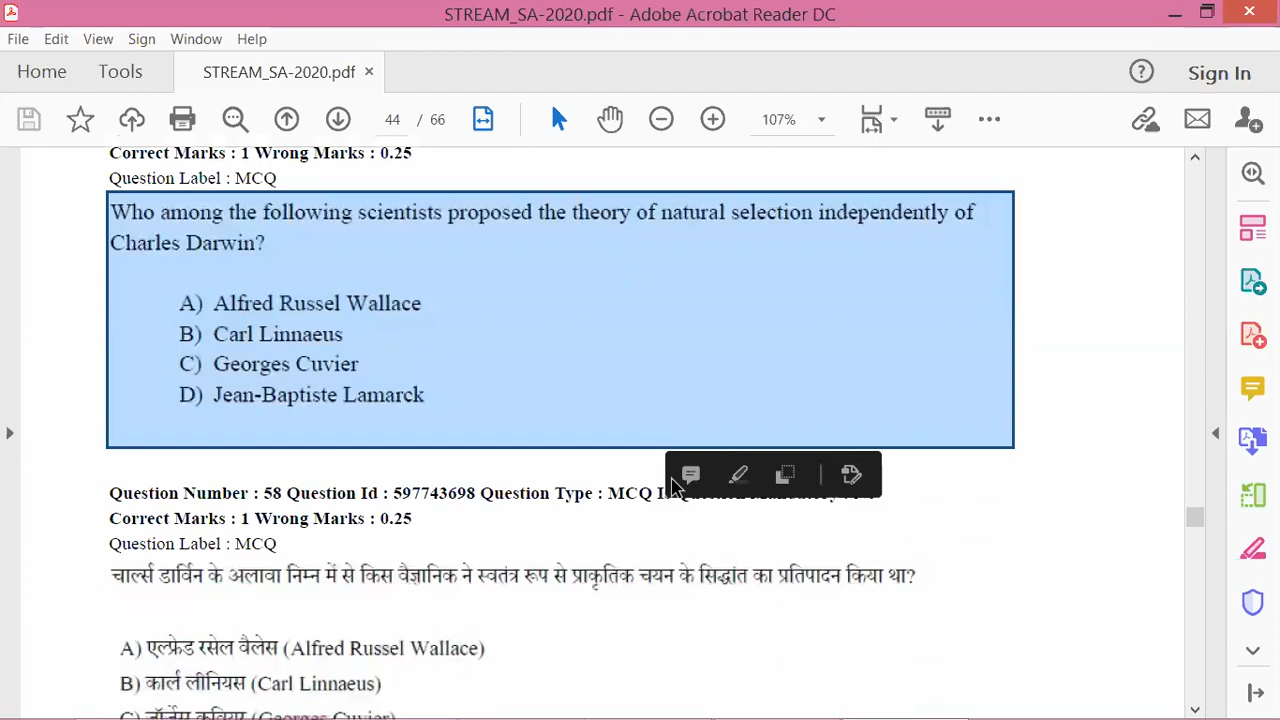 STREAM_SA-2020.pdf - Adobe Acrobat Reader DC
File Edit View Sign Window Help
Home Tools STREAM_SA-2020.pdf × Sign In
44 / 66 107%
Correct Marks : 1 Wrong Marks : 0.25
Question Label : MCQ
Who among the following scientists proposed the theory of natural selection independently of
Charles Darwin?
A) Alfred Russel Wallace
B) Carl Linnaeus
C) Georges Cuvier
D) Jean-Baptiste Lamarck
Question Number : 58 Question Id : 597743698 Question Type : MCQ
Correct Marks : 1 Wrong Marks : 0.25
Question Label : MCQ
चार्ल्स डार्विन के अलावा निम्न में से किस वैज्ञानिक ने स्वतंत्र रूप से प्राकृतिक चयन के सिद्धांत का प्रतिपादन किया था?
A) एल्फ्रेड रसेल वैलेस (Alfred Russel Wallace)
B) कार्ल लीनियस (Carl Linnaeus)
C) (Georges Cuvier)